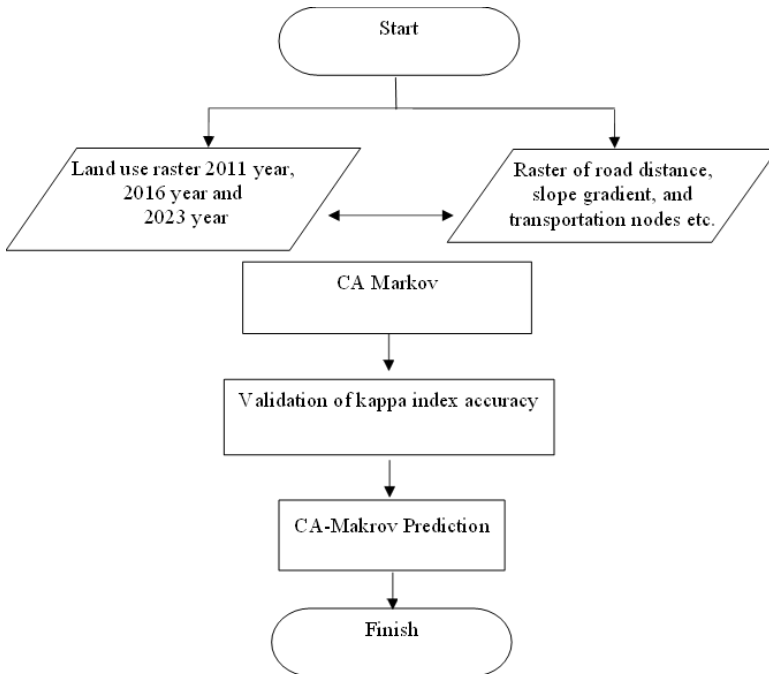 Start
Land use raster 2011 year,
2016 year and
2023 year
Raster of road distance,
slope gradient, and
transportation nodes etc.
CA Markov
Validation of kappa index accuracy
CA-Makrov Prediction
Finish